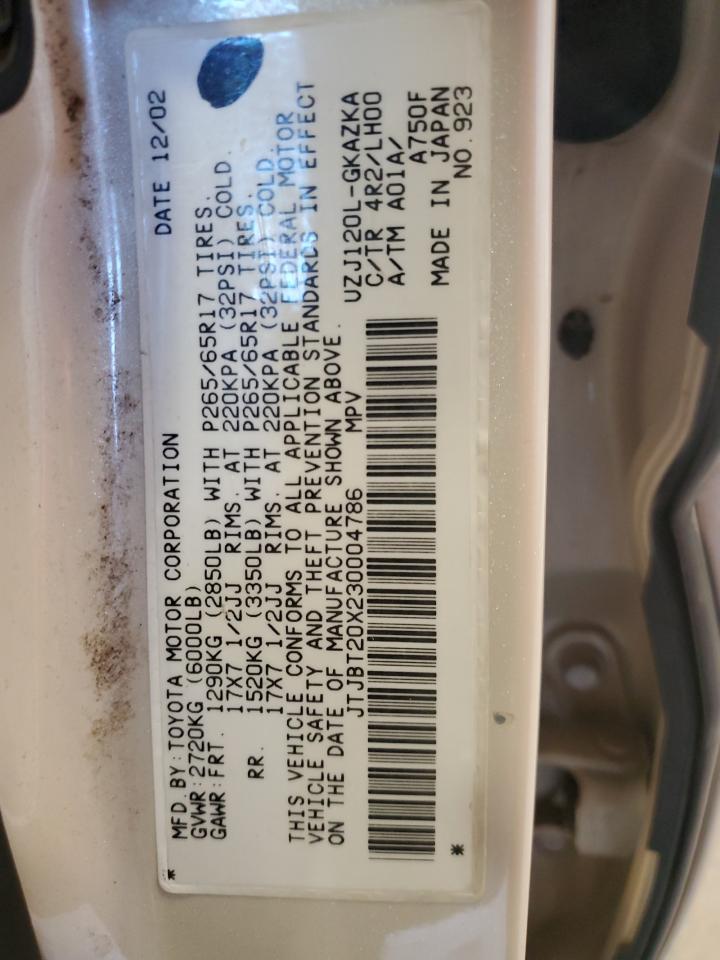 MFD. BY: TOYOTA MOTOR CORPORATION DATE 12/02
GVWR: 2720KG (6000LB)
GAWR: FRT. 1290KG (2850LB) WITH P265/65R17 TIRES.
17X7 1/2JJ RIMS. AT 220KPA (32PSI) COLD.
RR. 1520KG (3350LB) WITH P265/65R17 TIRES.
17X7 1/2JJ RIMS. AT 220KPA (32PSI) COLD.
THIS VEHICLE CONFORMS TO ALL APPLICABLE FEDERAL MOTOR
VEHICLE SAFETY AND THEFT PREVENTION STANDARDS IN EFFECT
ON THE DATE OF MANUFACTURE SHOWN ABOVE.
JTJBT20X230004786 MPV
UZJ120L-GKAZKA
C/TR 4R2/LH00
A/TM A01A/
A750F
MADE IN JAPAN
NO. 923